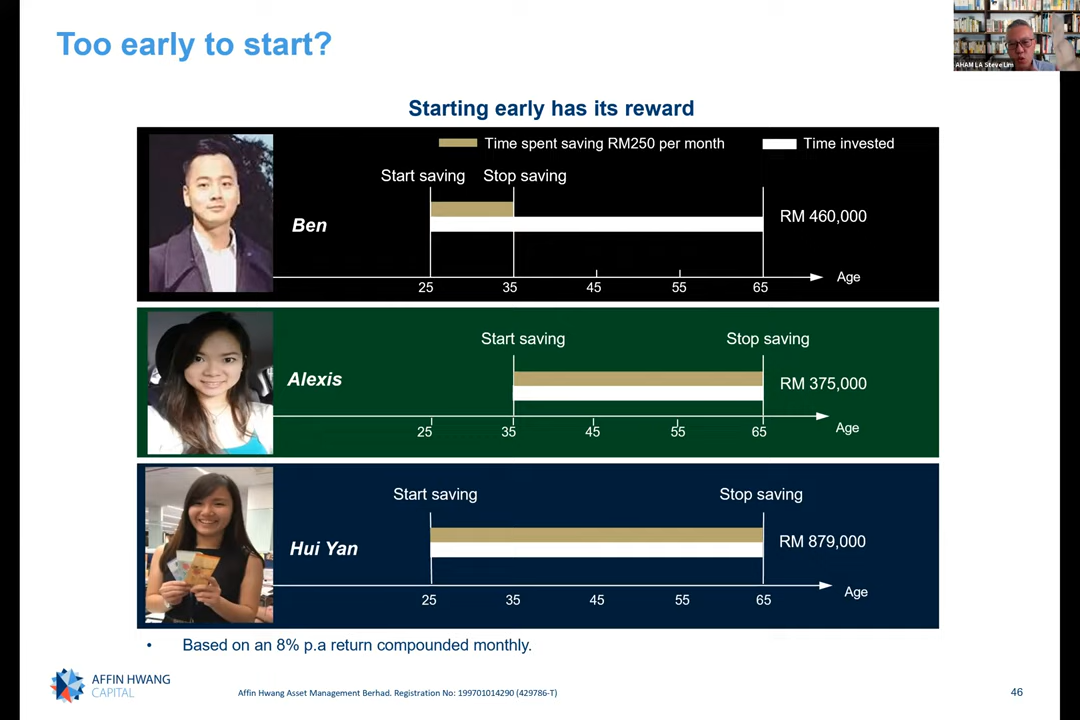 Too early to start?
AHAM LA Steve Lim
Starting early has its reward
Time spent saving RM250 per month
Time invested
Start saving
Stop saving
Ben
RM 460,000
Age
25 35 45 55 65
Start saving
Stop saving
Alexis
RM 375,000
Age
25 35 45 55 65
Start saving
Stop saving
Hui Yan
RM 879,000
Age
25 35 45 55 65
• Based on an 8% p.a return compounded monthly.
AFFIN HWANG
CAPITAL
Affin Hwang Asset Management Berhad. Registration No: 199701014290 (429786-T)
46